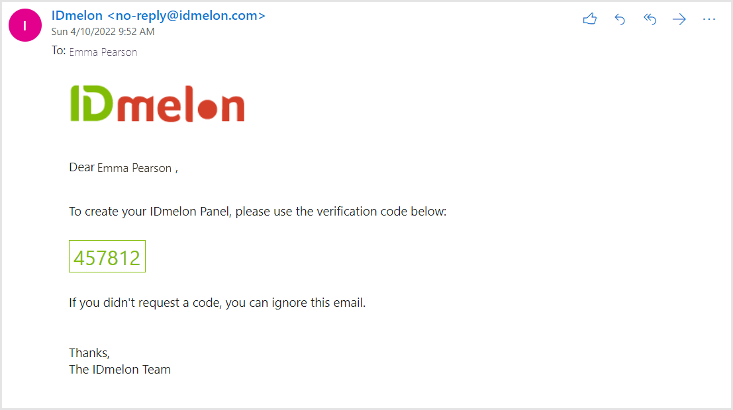 I
IDmelon <no-reply@idmelon.com>
Sun 4/10/2022 9:52 AM
To: Emma Pearson
IDmelon
Dear Emma Pearson ,
To create your IDmelon Panel, please use the verification code below:
457812
If you didn't request a code, you can ignore this email.
Thanks,
The IDmelon Team